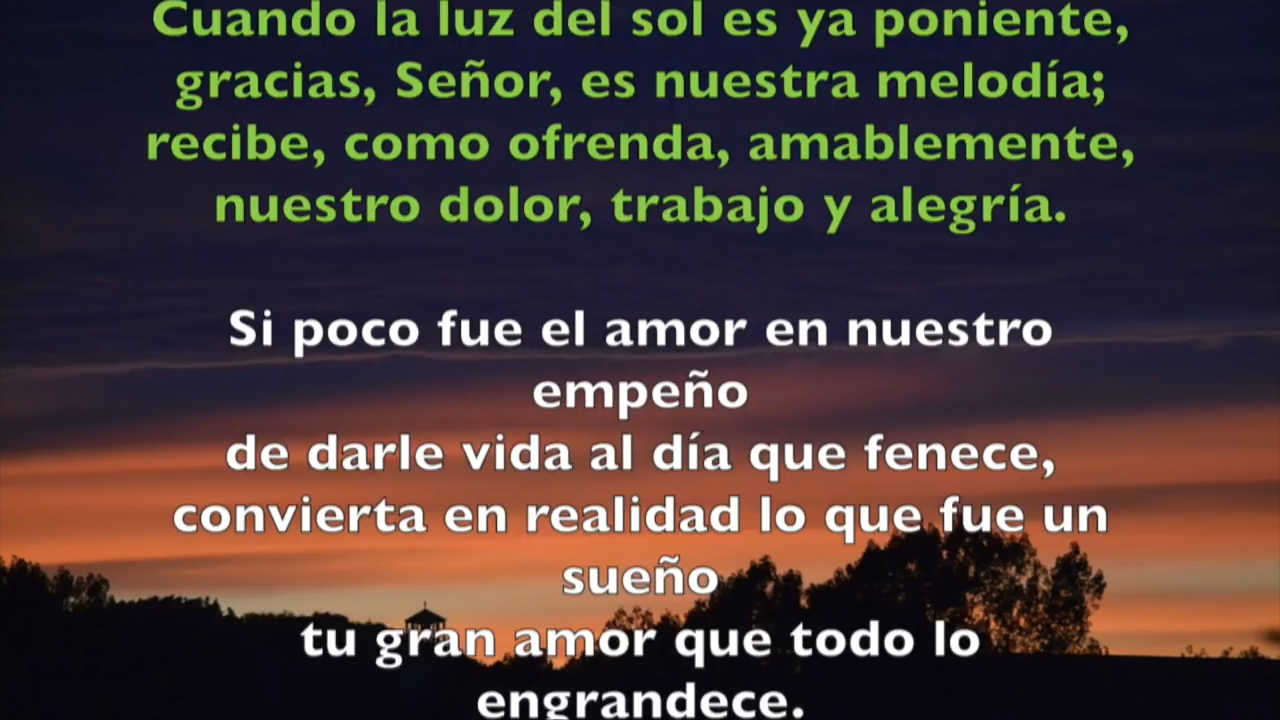 Cuando la luz del sol es ya poniente,
gracias, Señor, es nuestra melodía;
recibe, como ofrenda, amablemente,
nuestro dolor, trabajo y alegría.
Si poco fue el amor en nuestro
empeño
de darle vida al día que fenece,
convierta en realidad lo que fue un
sueño
tu gran amor que todo lo
engrandece.